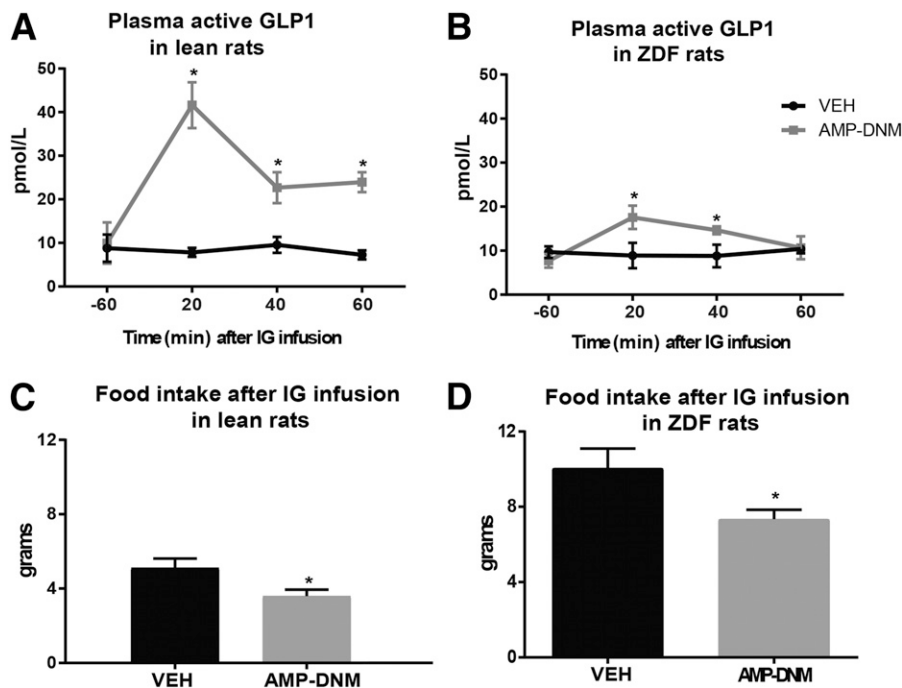 A
Plasma active GLP1
in lean rats
50
40
30
20
10
0
pmol/L
*
*
*
-60 20 40 60
Time (min) after IG infusion
B
Plasma active GLP1
in ZDF rats
50
40
30
20
10
0
pmol/L
*
*
VEH
AMP-DNM
-60 20 40 60
Time (min) after IG infusion
C
Food intake after IG infusion
in lean rats
12
8
4
0
grams
*
VEH AMP-DNM
D
Food intake after IG infusion
in ZDF rats
12
8
4
0
grams
*
VEH AMP-DNM